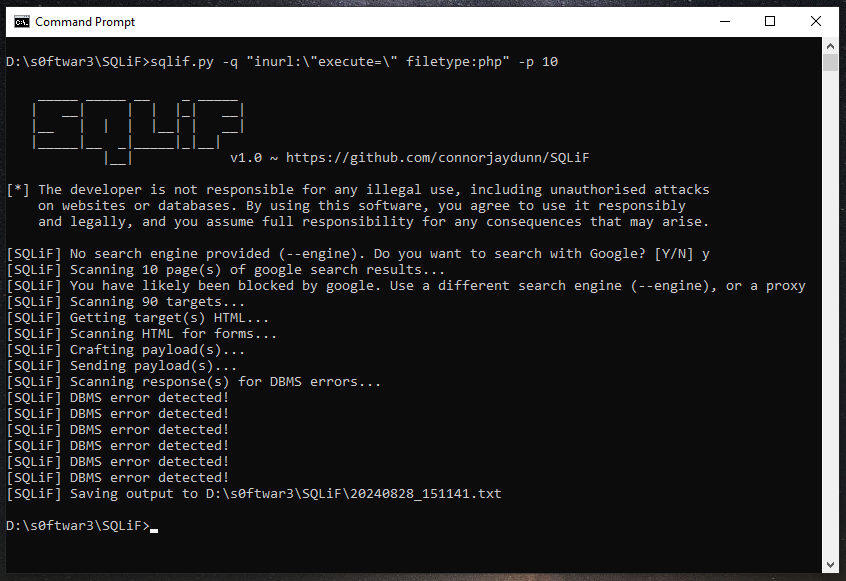 Command Prompt
D:\s0ftwar3\SQLiF>sqlif.py -q "inurl:\"execute=\" filetype:php" -p 10
SQLiF
v1.0 ~ https://github.com/connorjaydunn/SQLiF
[*] The developer is not responsible for any illegal use, including unauthorised attacks
on websites or databases. By using this software, you agree to use it responsibly
and legally, and you assume full responsibility for any consequences that may arise.
[SQLiF] No search engine provided (--engine). Do you want to search with Google? [Y/N] y
[SQLiF] Scanning 10 page(s) of google search results...
[SQLiF] You have likely been blocked by google. Use a different search engine (--engine), or a proxy
[SQLiF] Scanning 90 targets...
[SQLiF] Getting target(s) HTML...
[SQLiF] Scanning HTML for forms...
[SQLiF] Crafting payload(s)...
[SQLiF] Sending payload(s)...
[SQLiF] Scanning response(s) for DBMS errors...
[SQLiF] DBMS error detected!
[SQLiF] DBMS error detected!
[SQLiF] DBMS error detected!
[SQLiF] DBMS error detected!
[SQLiF] DBMS error detected!
[SQLiF] DBMS error detected!
[SQLiF] Saving output to D:\s0ftwar3\SQLiF\20240828_151141.txt
D:\s0ftwar3\SQLiF>